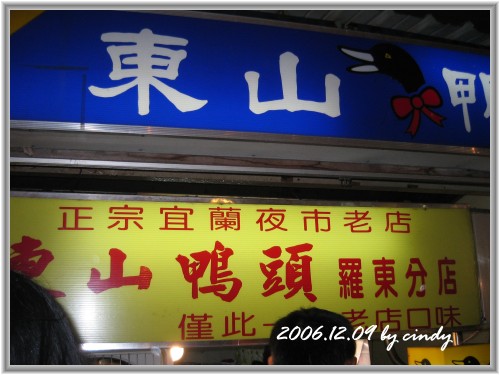 東山鴨
正宗宜蘭夜市老店
東山鴨頭 羅東分店
僅此一 老店口味
2006.12.09 by cindy